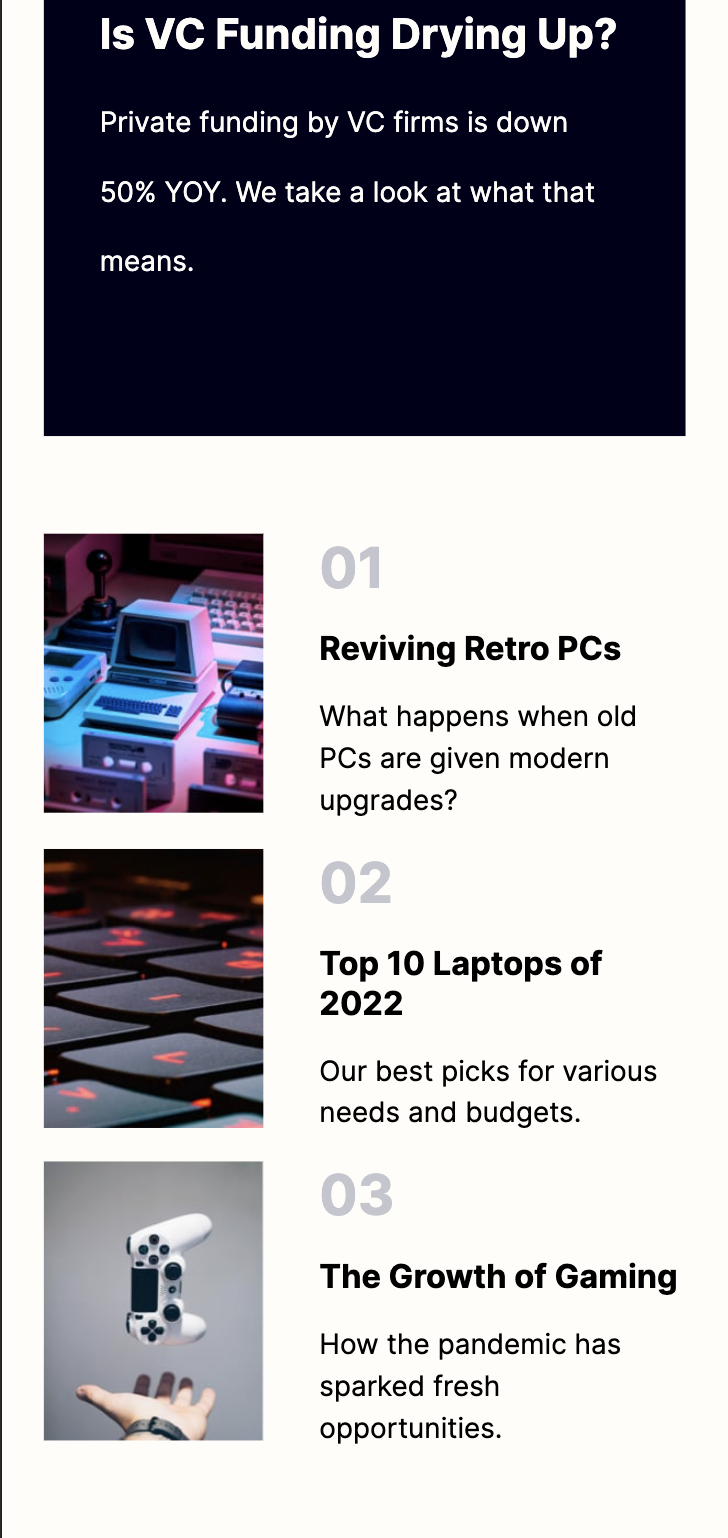 Is VC Funding Drying Up?
Private funding by VC firms is down
50% YOY. We take a look at what that
means.
01
Reviving Retro PCs
What happens when old
PCs are given modern
upgrades?
02
Top 10 Laptops of
2022
Our best picks for various
needs and budgets.
03
The Growth of Gaming
How the pandemic has
sparked fresh
opportunities.